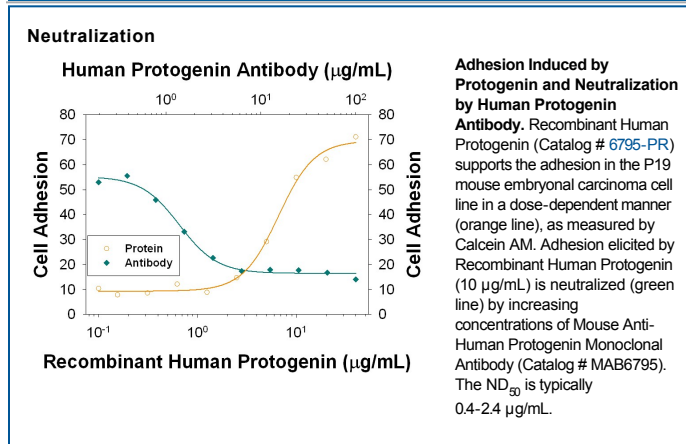 Neutralization
Human Protogenin Antibody (µg/mL)
10⁰ 10¹ 10²
80 80
70 70
60 60
50 50
40 40
30 30
20 20
10 10
0 0
Cell Adhesion
Cell Adhesion
Protein
Antibody
10⁻¹ 10⁰ 10¹
Recombinant Human Protogenin (µg/mL)
Adhesion Induced by
Protogenin and Neutralization
by Human Protogenin
Antibody. Recombinant Human
Protogenin (Catalog # 6795-PR)
supports the adhesion in the P19
mouse embryonal carcinoma cell
line in a dose-dependent manner
(orange line), as measured by
Calcein AM. Adhesion elicited by
Recombinant Human Protogenin
(10 µg/mL) is neutralized (green
line) by increasing
concentrations of Mouse Anti-
Human Protogenin Monoclonal
Antibody (Catalog # MAB6795).
The ND₅₀ is typically
0.4-2.4 µg/mL.